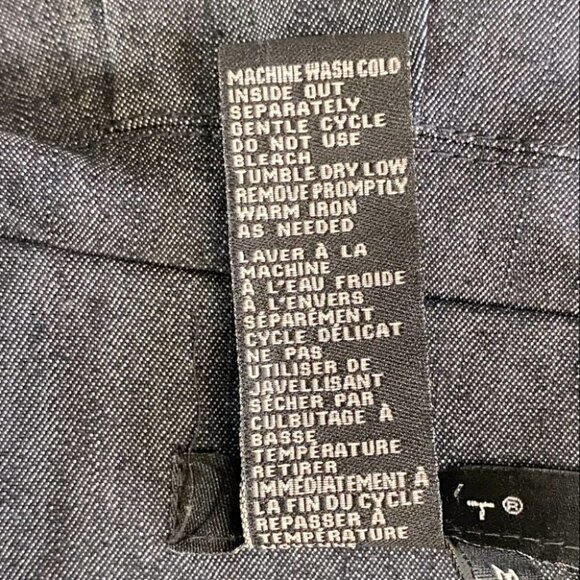 MACHINE WASH COLD
INSIDE OUT
SEPARATELY
GENTLE CYCLE
DO NOT USE
BLEACH
TUMBLE DRY LOW
REMOVE PROMPTLY
WARM IRON
AS NEEDED
LAVER À LA
MACHINE
À L'EAU FROIDE
À L'ENVERS
SÉPARÉMENT
CYCLE DÉLICAT
NE PAS
UTILISER DE
JAVELLISANT
SÉCHER PAR
CULBUTAGE À
BASSE
TEMPÉRATURE
RETIRER
IMMÉDIATEMENT À
LA FIN DU CYCLE
REPASSER À
TEMPÉRATURE
T®
M